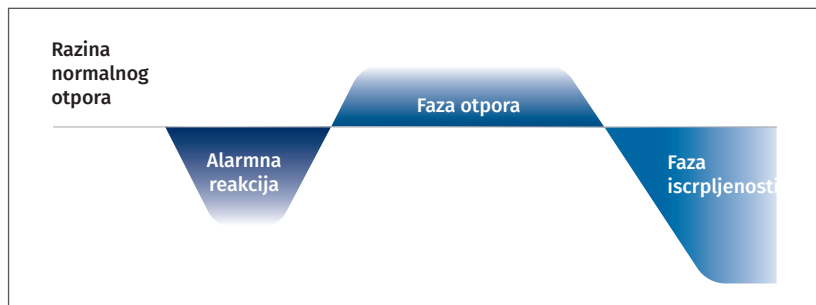 Razina
normalnog
otpora
Faza otpora
Alarmna
reakcija
Faza
iscrpljenosti